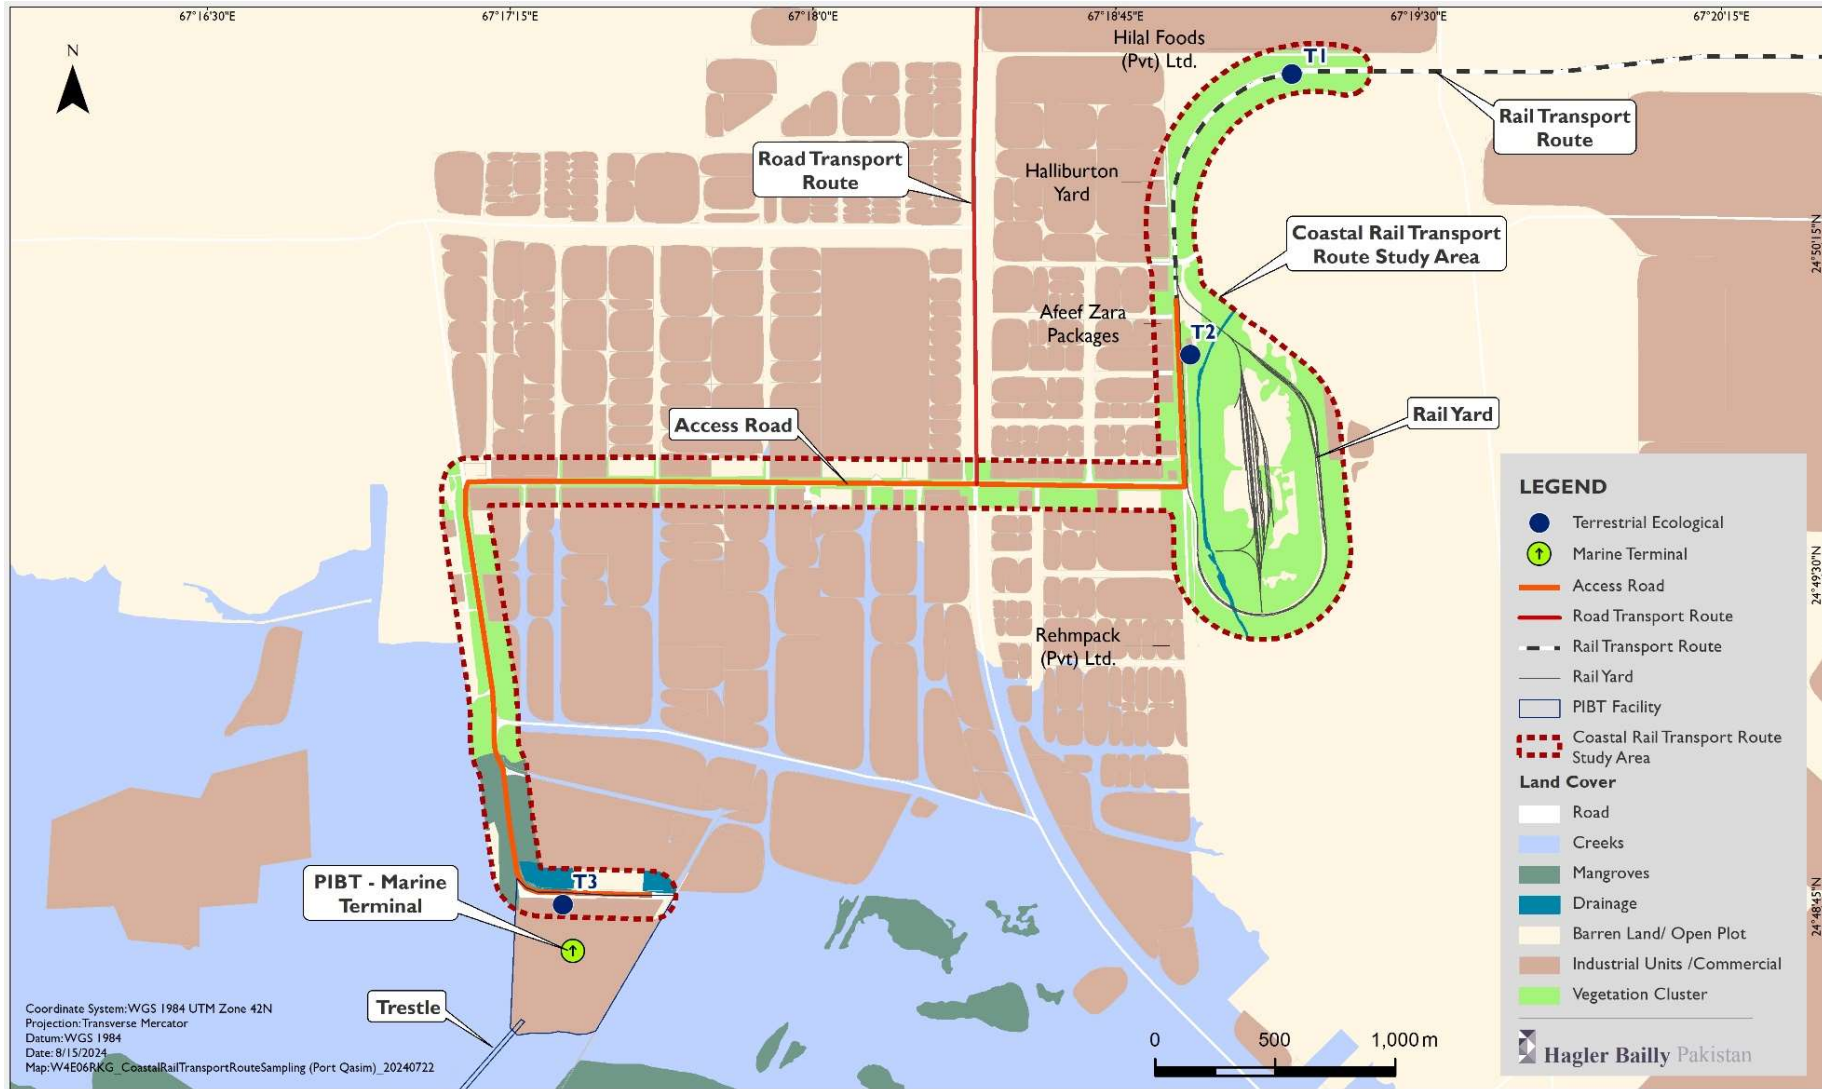 67°16'30"E
67°17'15"E
67°18'0"E
67°18'45"E
67°19'30"E
67°20'15"E
N
Hilal Foods
(Pvt) Ltd.
T1
Rail Transport
Route
Road Transport
Route
Halliburton
Yard
Coastal Rail Transport
Route Study Area
24°50'15"N
Afeef Zara
Packages
T2
Access Road
Rail Yard
24°49'30"N
Rehmpack
(Pvt) Ltd.
PIBT - Marine
Terminal
T3
24°48'45"N
Trestle
LEGEND
Terrestrial Ecological
Marine Terminal
Access Road
Road Transport Route
Rail Transport Route
Rail Yard
PIBT Facility
Coastal Rail Transport Route
Study Area
Land Cover
Road
Creeks
Mangroves
Drainage
Barren Land/ Open Plot
Industrial Units /Commercial
Vegetation Cluster
Hagler Bailly Pakistan
0 500 1,000 m
Coordinate System: WGS 1984 UTM Zone 42N
Projection: Transverse Mercator
Datum: WGS 1984
Date: 8/15/2024
Map: W4E06RKG_CoastalRailTransportRouteSampling (Port Qasim)_20240722